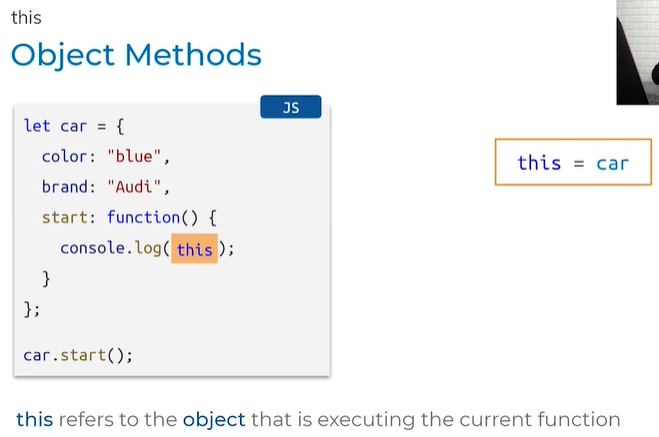 this
Object Methods
JS
let car = {
  color: "blue",
  brand: "Audi",
  start: function() {
    console.log(this);
  }
};
car.start();
this = car
this refers to the object that is executing the current function